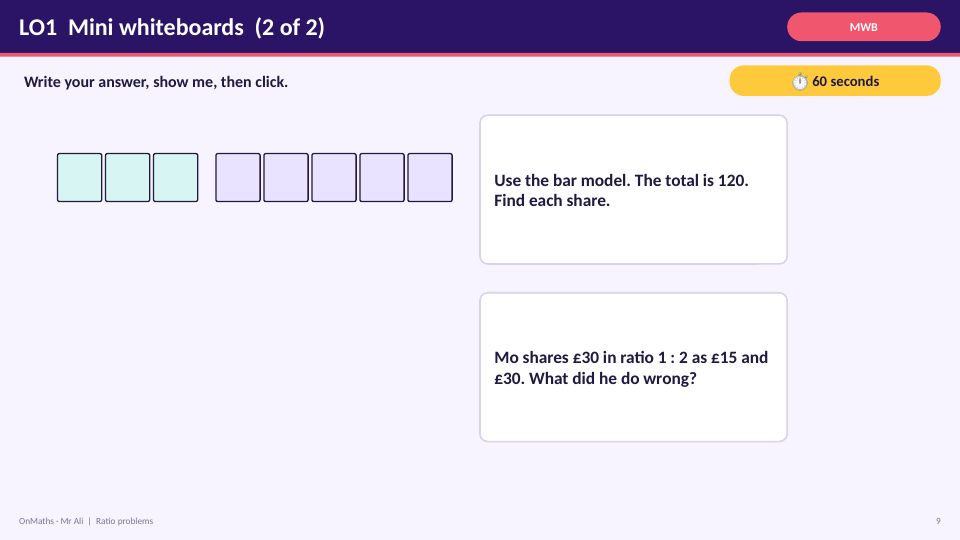 LO1  Mini whiteboards  (2 of 2)
MWB
Write your answer, show me, then click.
⏱ 60 seconds
Use the bar model. The total is 120.
Find each share.
Mo shares £30 in ratio 1 : 2 as £15 and
£30. What did he do wrong?
OnMaths - Mr Ali  |  Ratio problems
9